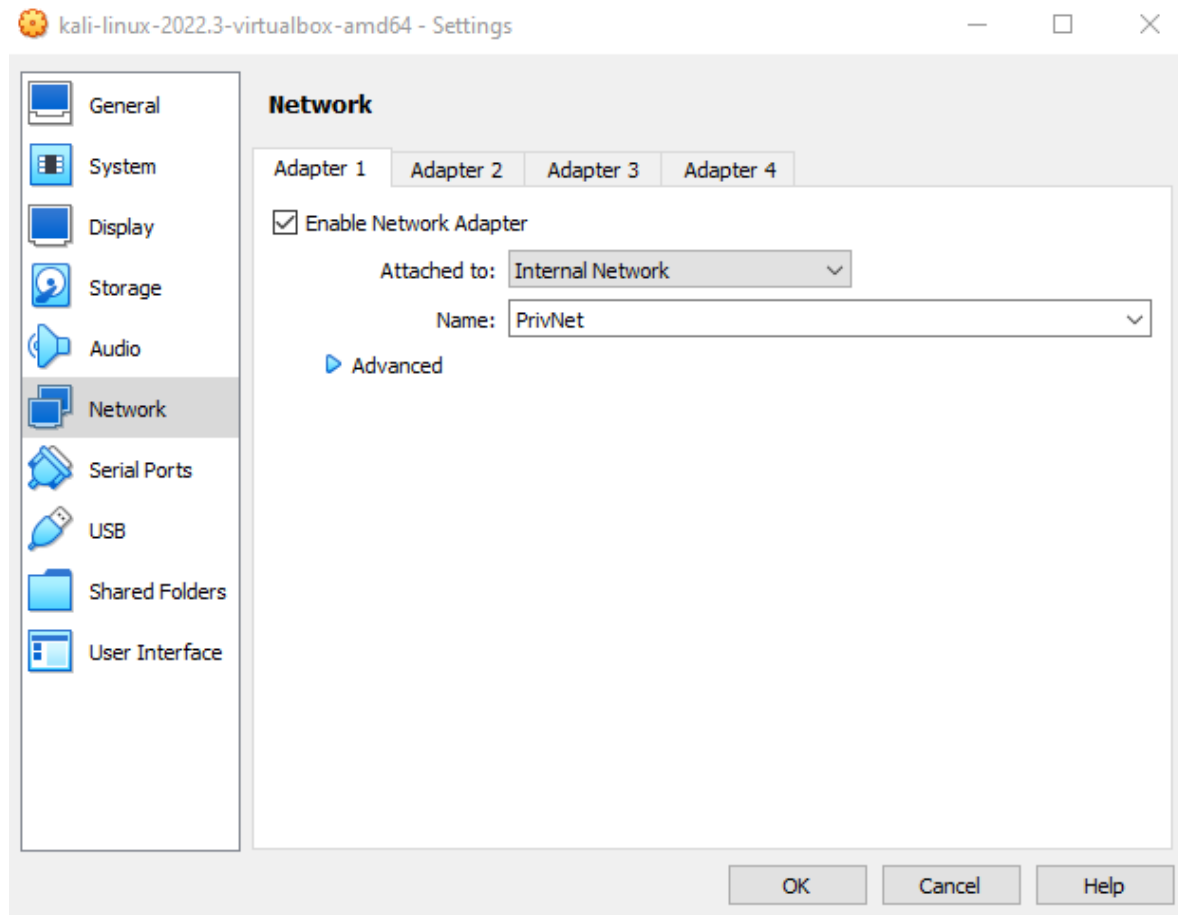 kali-linux-2022.3-virtualbox-amd64 - Settings
General
System
Display
Storage
Audio
Network
Serial Ports
USB
Shared Folders
User Interface
Network
Adapter 1 Adapter 2 Adapter 3 Adapter 4
Enable Network Adapter
Attached to: Internal Network
Name: PrivNet
Advanced
OK Cancel Help